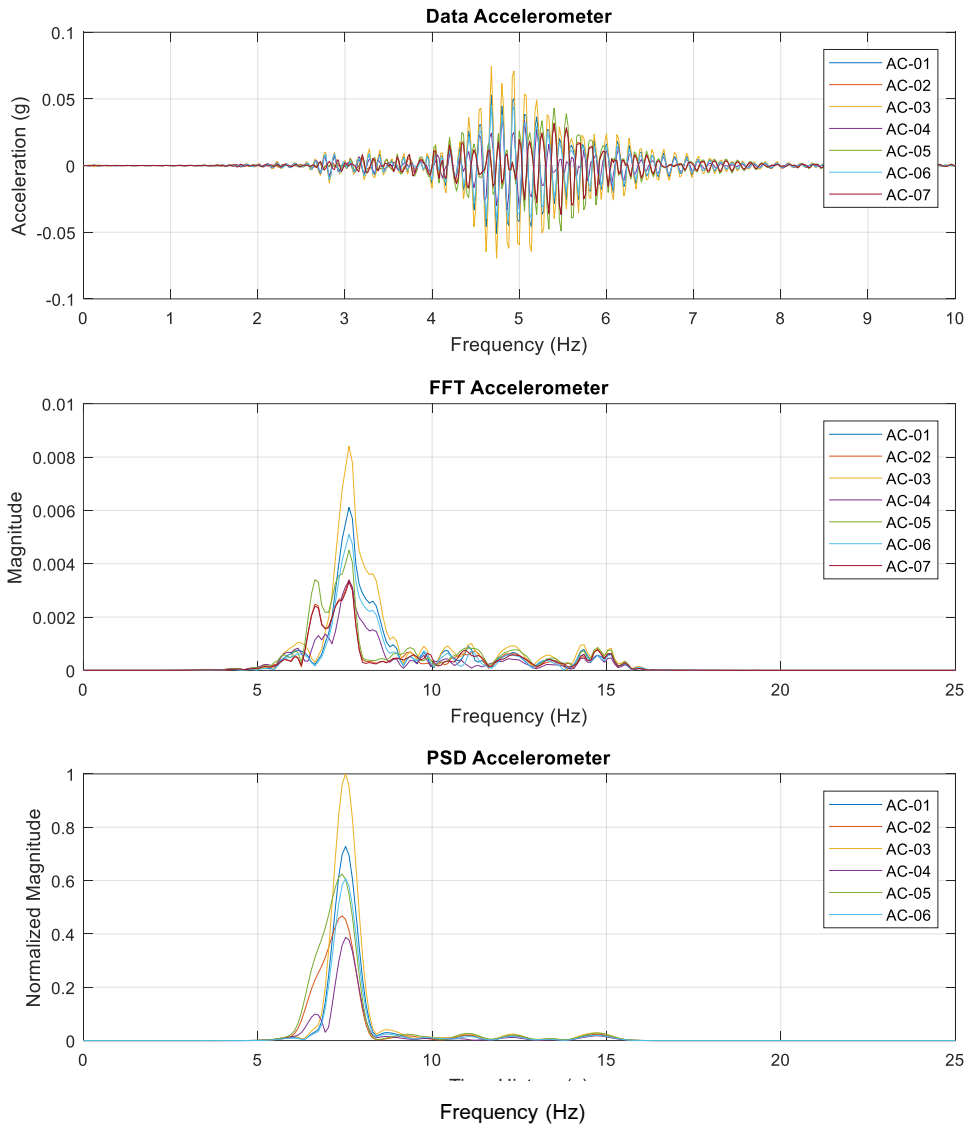 Data Accelerometer
0.1
0.05
0
-0.05
-0.1
Acceleration (g)
AC-01
AC-02
AC-03
AC-04
AC-05
AC-06
AC-07
0 1 2 3 4 5 6 7 8 9 10
Frequency (Hz)
FFT Accelerometer
0.01
0.008
0.006
0.004
0.002
0
Magnitude
AC-01
AC-02
AC-03
AC-04
AC-05
AC-06
AC-07
0 5 10 15 20 25
Frequency (Hz)
PSD Accelerometer
1
0.8
0.6
0.4
0.2
0
Normalized Magnitude
AC-01
AC-02
AC-03
AC-04
AC-05
AC-06
0 5 10 15 20 25
Frequency (Hz)